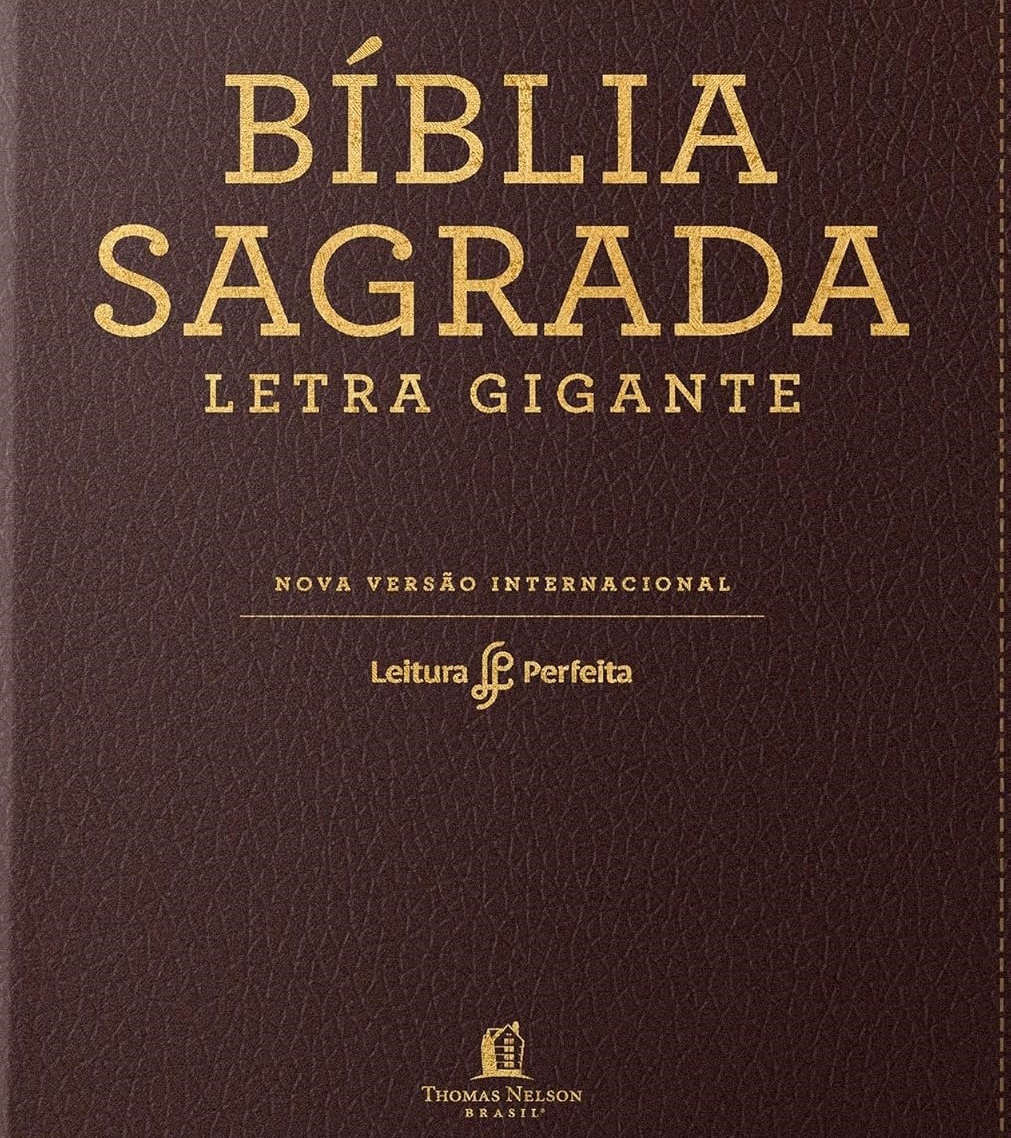 BÍBLIA
SAGRADA
LETRA GIGANTE
NOVA VERSÃO INTERNACIONAL
Leitura Perfeita
THOMAS NELSON
BRASIL®